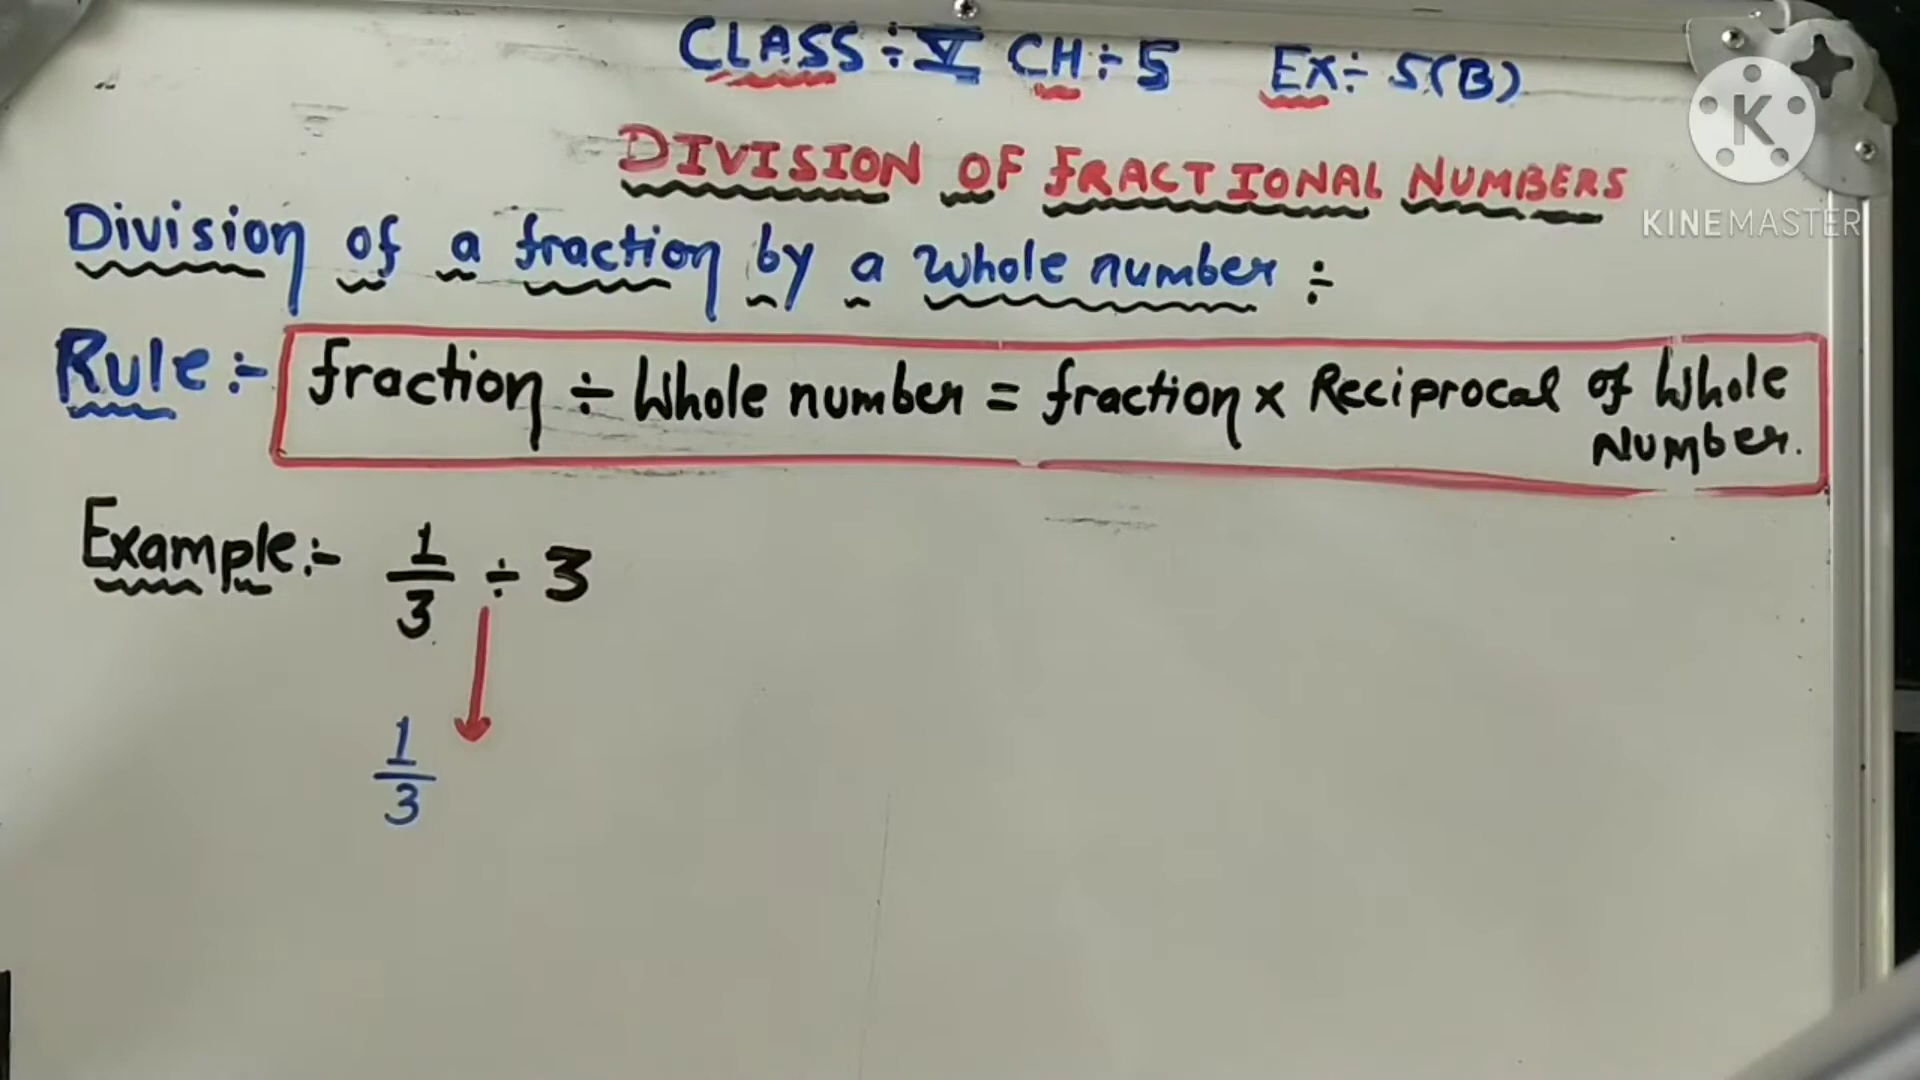 CLASS :- V CH :- 5 EX :- 5(B)
DIVISION OF fRACTIONAL NUMBERS
KINEMASTER
Division of a fraction by a whole number :-
Rule :- fraction ÷ Whole number = fraction × Reciprocal of Whole
Number.
Example :- 1/3 ÷ 3
1/3